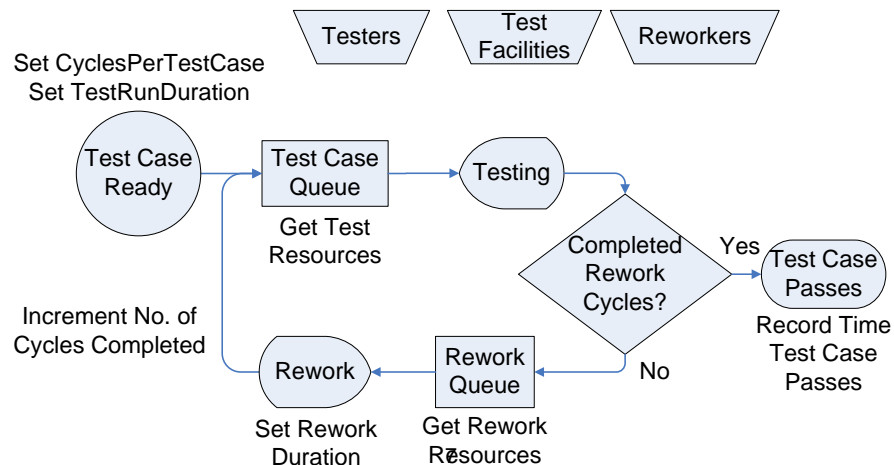 Testers
Test
Facilities
Reworkers
Set CyclesPerTestCase
Set TestRunDuration
Test Case
Ready
Test Case
Queue
Get Test
Resources
Testing
Completed
Rework
Cycles?
Yes
Test Case
Passes
Record Time
Test Case
Passes
No
Rework
Queue
Get Rework
Resources
7
Rework
Set Rework
Duration
Increment No. of
Cycles Completed